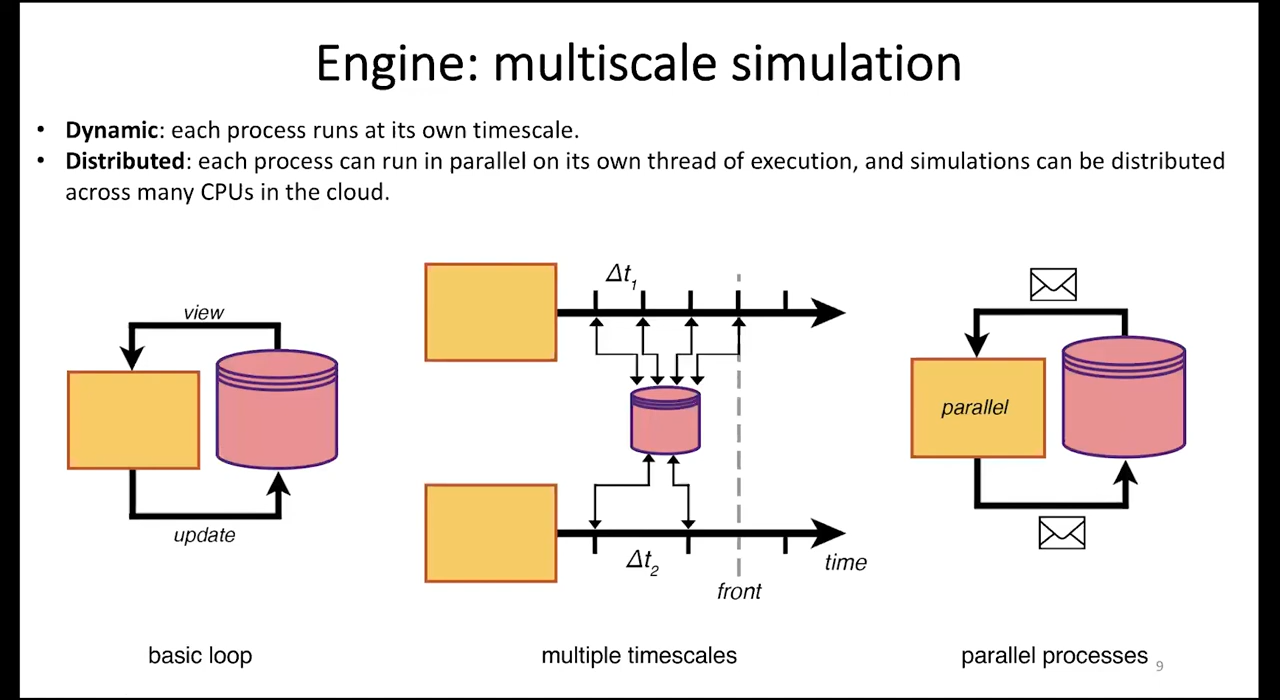 Engine: multiscale simulation
• Dynamic: each process runs at its own timescale.
• Distributed: each process can run in parallel on its own thread of execution, and simulations can be distributed
across many CPUs in the cloud.
view
update
basic loop
Δt1
Δt2
time
front
multiple timescales
parallel
parallel processes
9